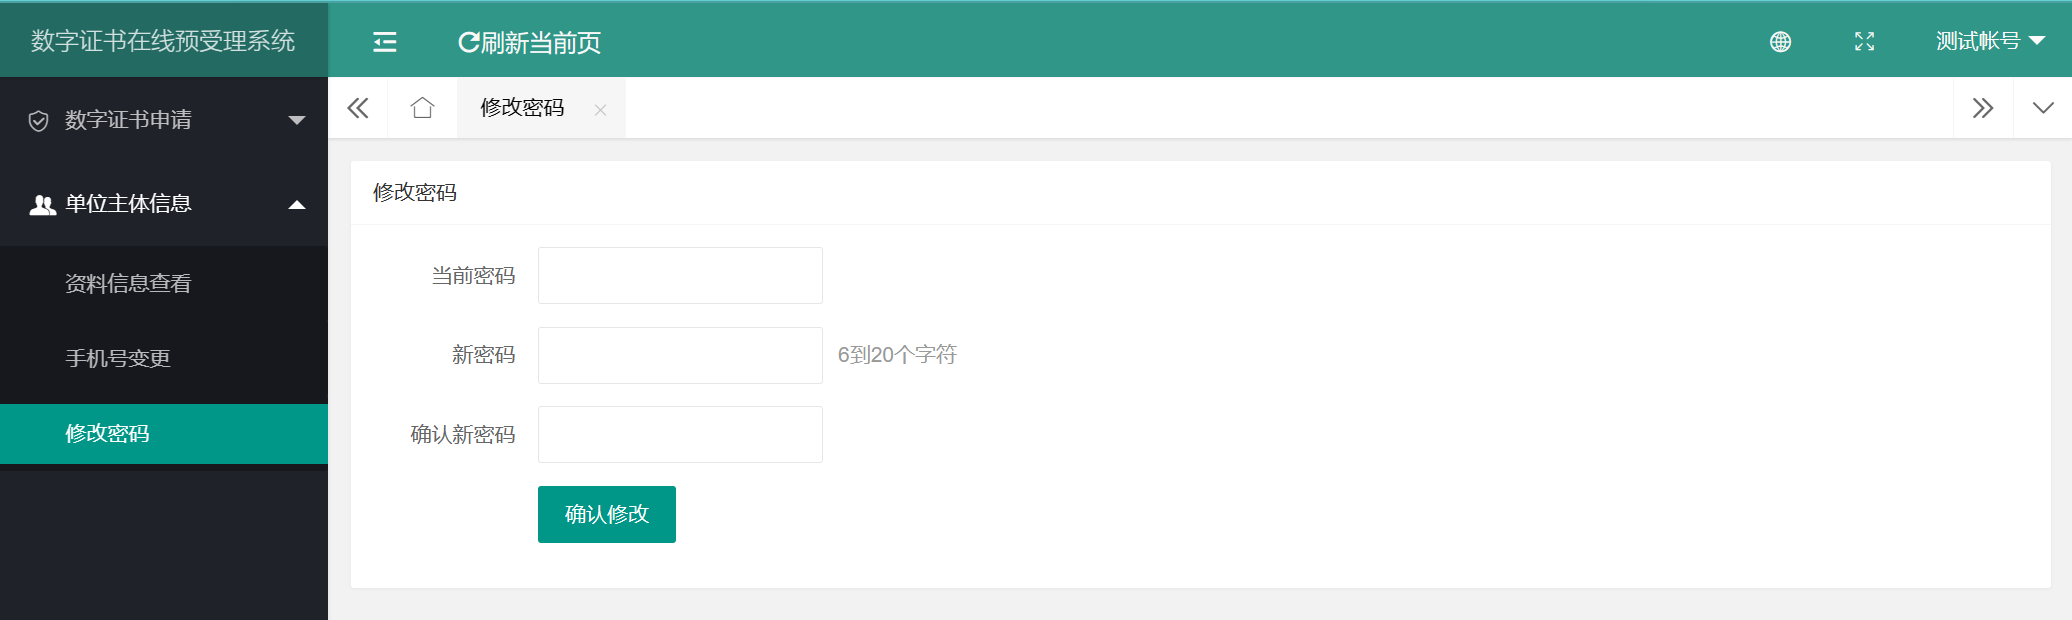 数字证书在线预受理系统
刷新当前页
测试帐号
数字证书申请
单位主体信息
资料信息查看
手机号变更
修改密码
修改密码
修改密码
当前密码
新密码
6到20个字符
确认新密码
确认修改